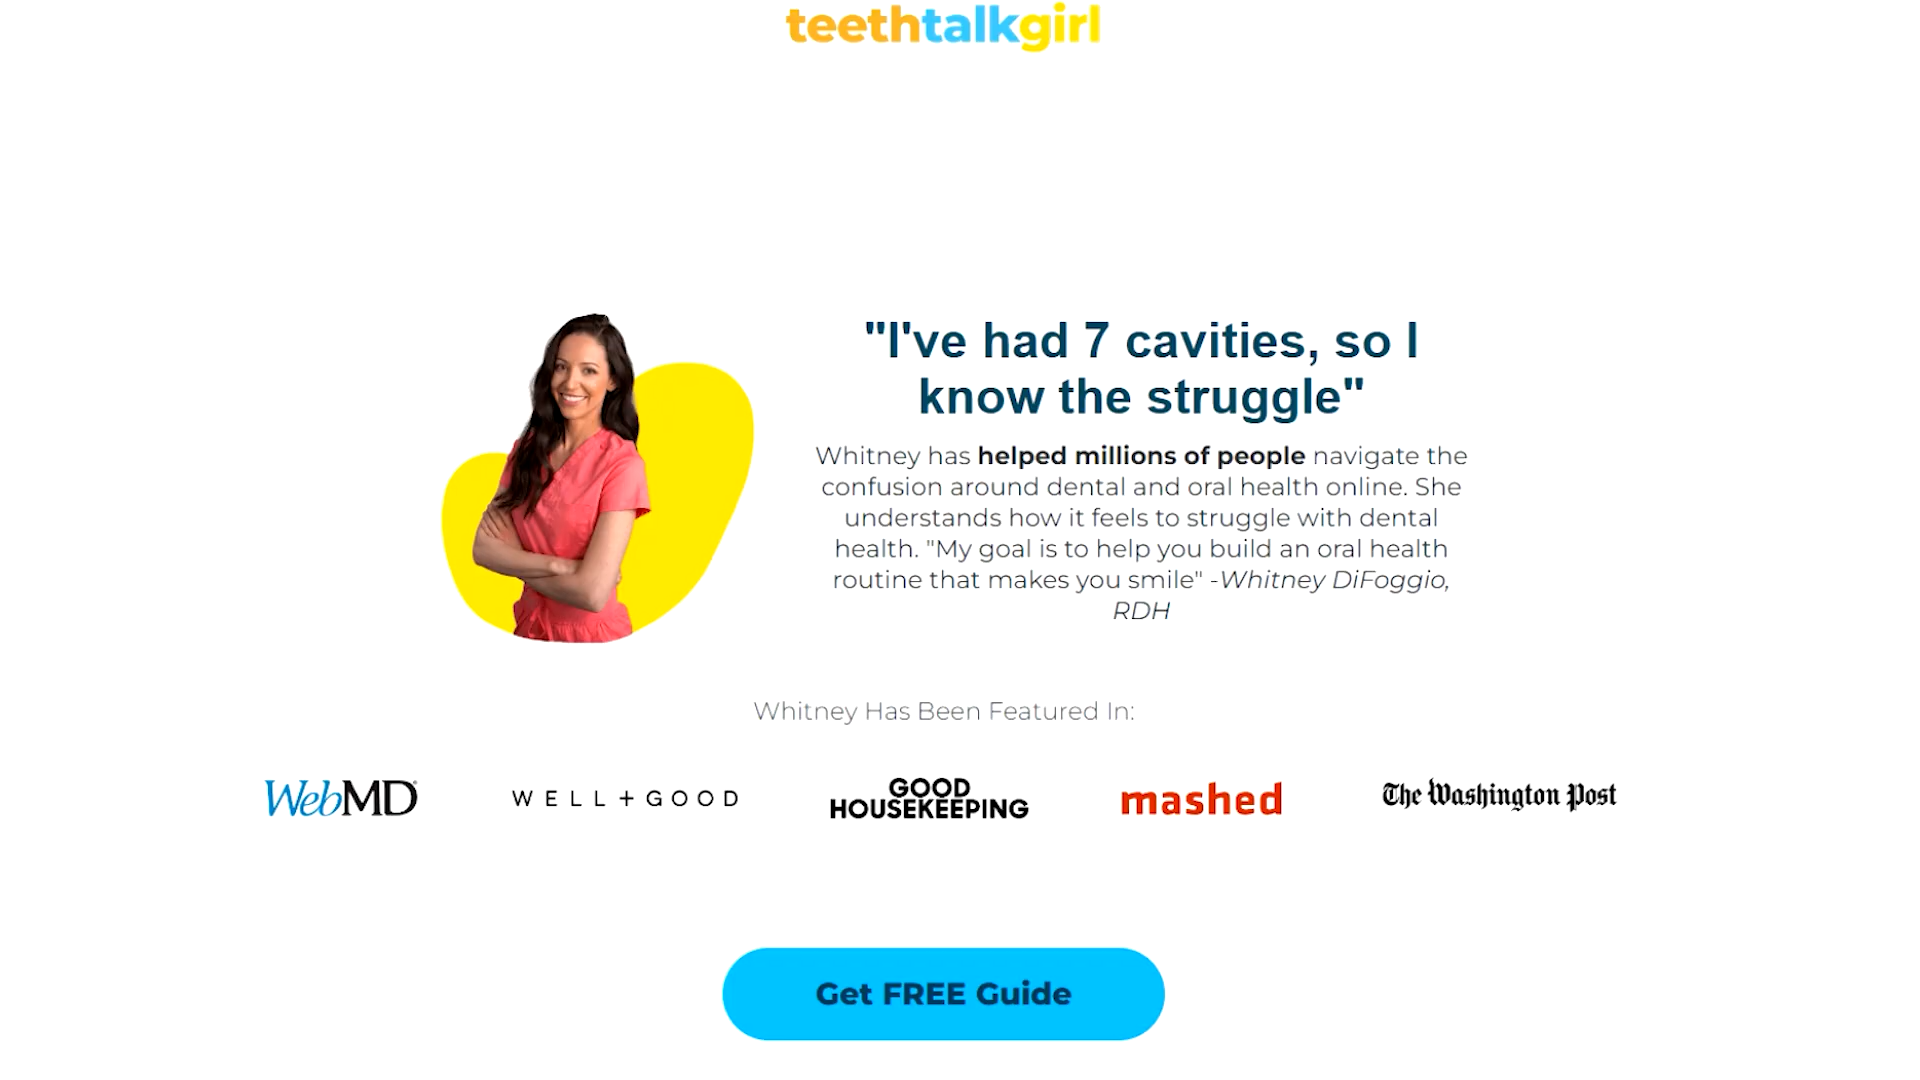 teethtalkgirl
"I've had 7 cavities, so I
know the struggle"
Whitney has helped millions of people navigate the
confusion around dental and oral health online. She
understands how it feels to struggle with dental
health. "My goal is to help you build an oral health
routine that makes you smile" -Whitney DiFoggio,
RDH
Whitney Has Been Featured In:
WebMD
WELL+GOOD
GOOD
HOUSEKEEPING
mashed
The Washington Post
Get FREE Guide